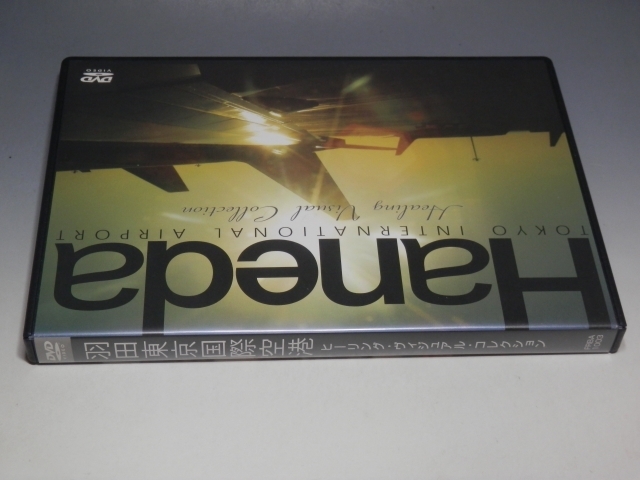 Haneda
TOKYO INTERNATIONAL AIRPORT
Healing Visual Collection
DVD
VIDEO
DVD
羽田東京国際空港 ヒーリング・ヴィジュアル・コレクション